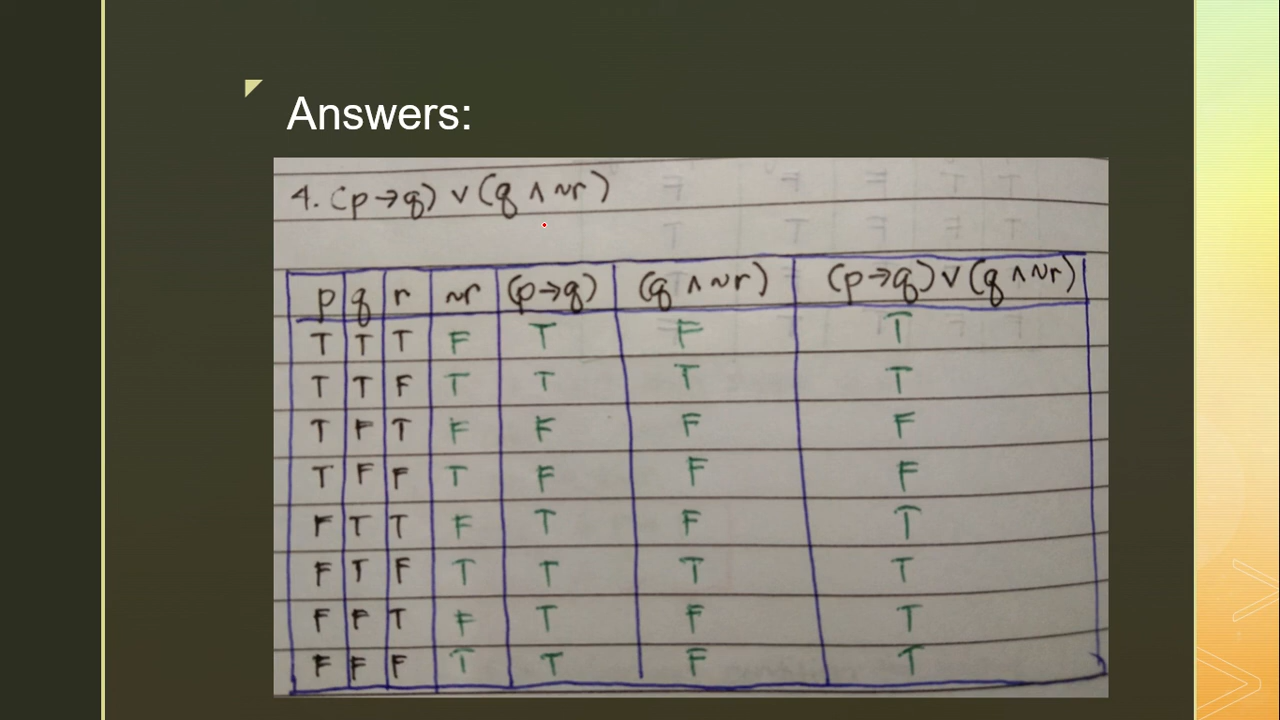 Answers:
4. (p→q) ∨ (q ∧ ~r)
p q r ~r (p→q) (q ∧ ~r) (p→q) ∨ (q ∧ ~r)
T T T F T F T
T T F T T T T
T F T F F F F
T F F T F F F
F T T F T F T
F T F T T T T
F F T F T F T
F F F T T F T